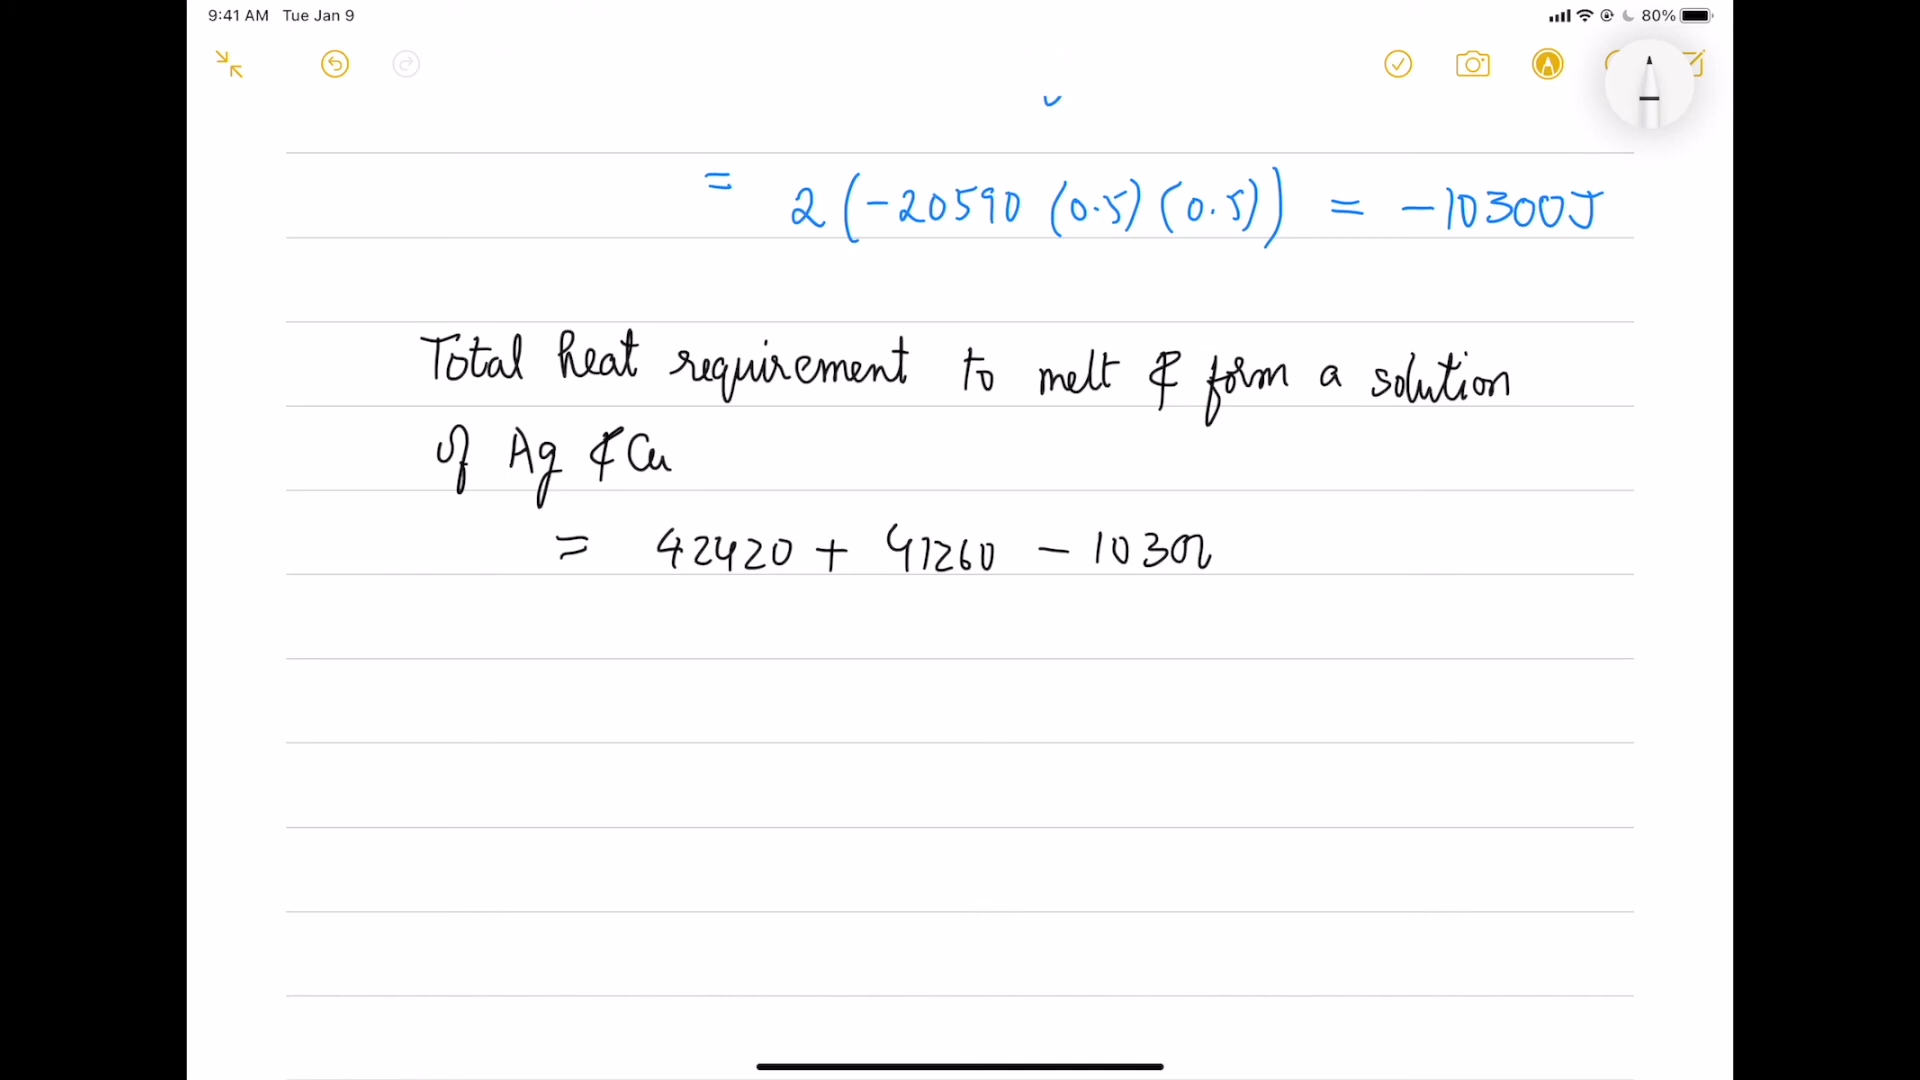 9:41 AM Tue Jan 9 80%
= 2(-20590 (0.5)(0.5)) = -10300J
Total heat requirement to melt & form a solution
of Ag & Cu
= 42420 + 41260 - 10300